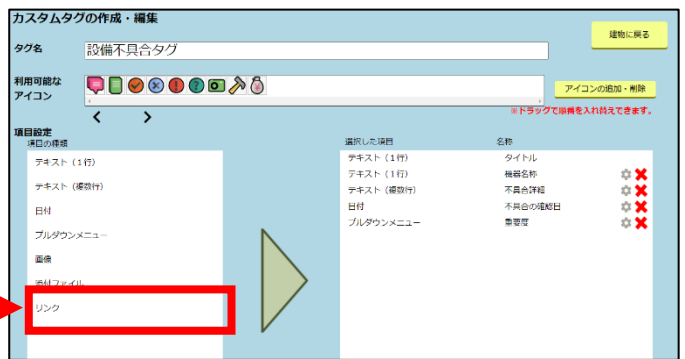 カスタムタグの作成・編集
建物に戻る
タグ名
設備不具合タグ
利用可能な
アイコン
アイコンの追加・削除
※ドラッグで順番を入れ替えできます。
項目設定
項目の種類
テキスト（1行）
テキスト（複数行）
日付
プルダウンメニュー
画像
添付ファイル
リンク
選択した項目 名称
テキスト（1行） タイトル
テキスト（1行） 機器名称
テキスト（複数行） 不具合詳細
日付 不具合の確認日
プルダウンメニュー 重要度